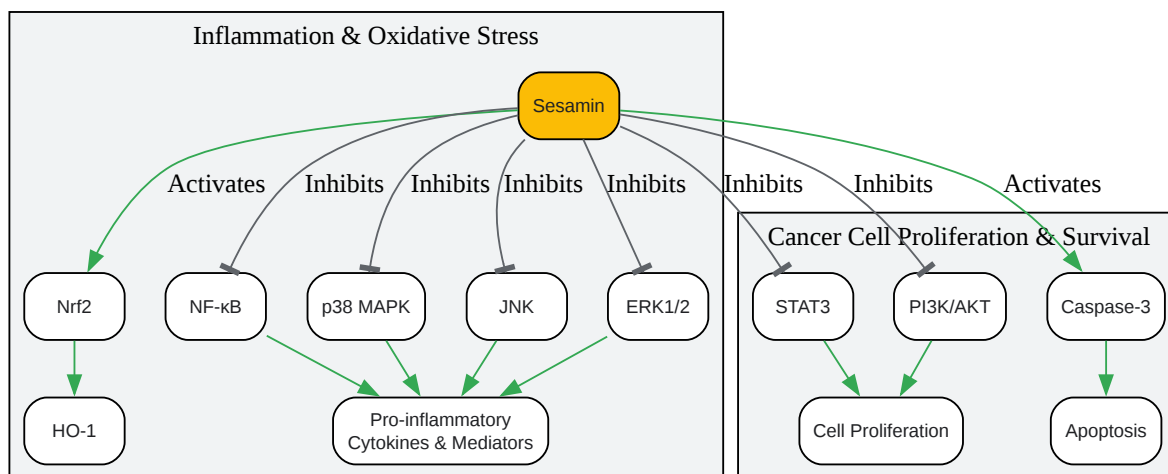 Inflammation & Oxidative Stress
Sesamin
Activates
Inhibits
Inhibits
Inhibits
Inhibits
Inhibits
Inhibits
Activates
Cancer Cell Proliferation & Survival
Nrf2
NF-κB
p38 MAPK
JNK
ERK1/2
STAT3
PI3K/AKT
Caspase-3
HO-1
Pro-inflammatory
Cytokines & Mediators
Cell Proliferation
Apoptosis